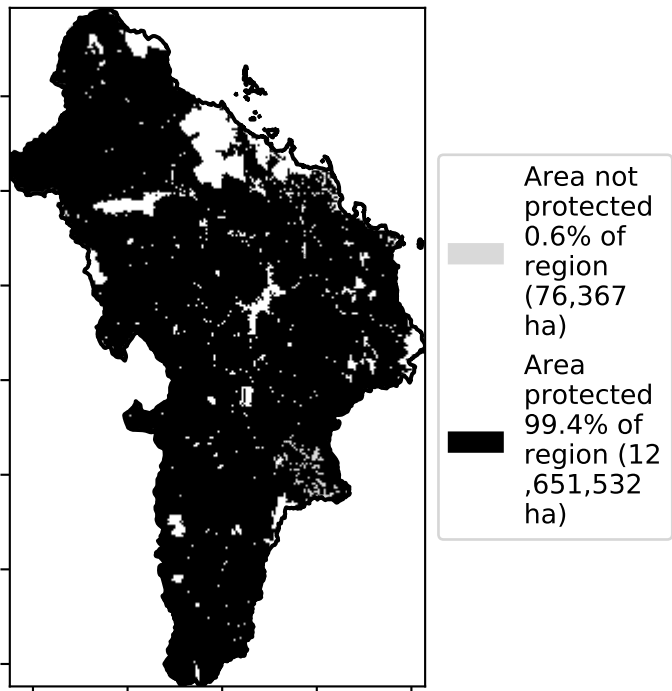 Area not
protected
0.6% of
region
(76,367
ha)
Area
protected
99.4% of
region (12
,651,532
ha)